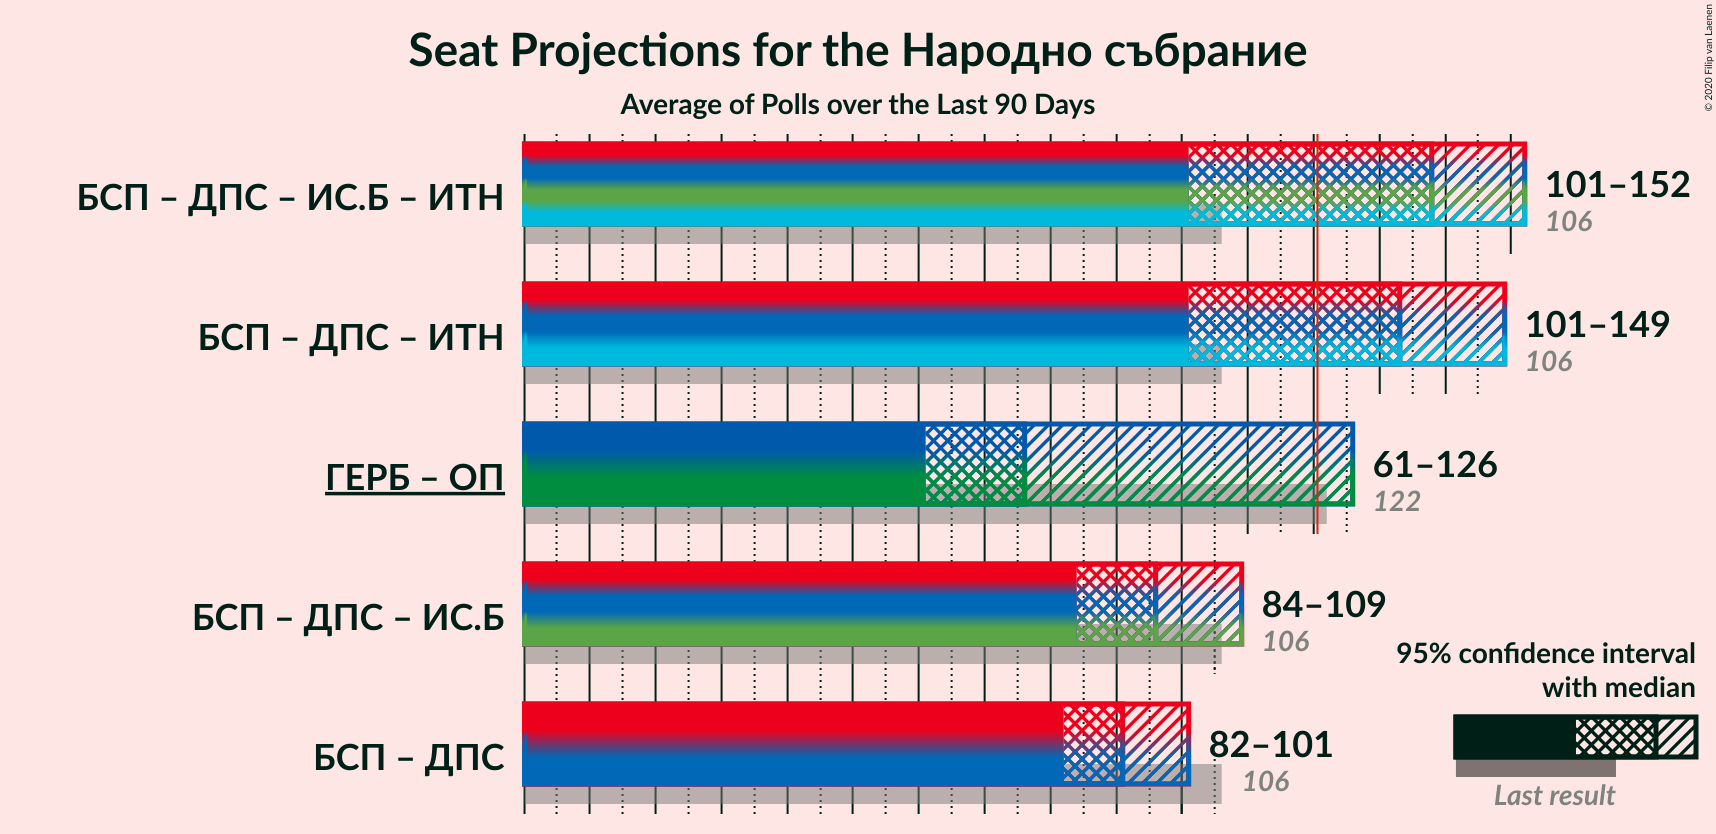 Seat Projections for the Народно събрание
Average of Polls over the Last 90 Days
© 2020 Filip van Laenen
БСП – ДПС – ИС.Б – ИТН
101–152
106
БСП – ДПС – ИТН
101–149
106
ГЕРБ – ОП
61–126
122
БСП – ДПС – ИС.Б
84–109
106
БСП – ДПС
82–101
106
95% confidence interval
with median
Last result